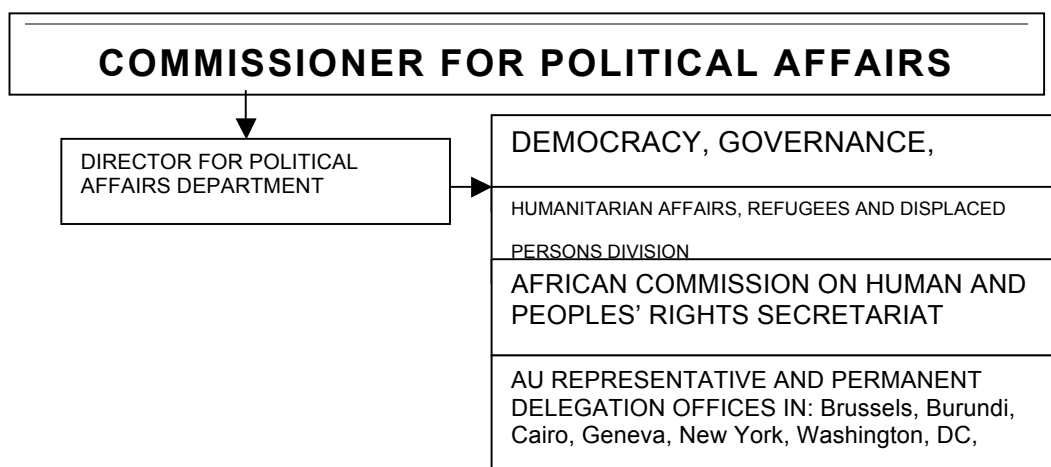 COMMISSIONER FOR POLITICAL AFFAIRS
DIRECTOR FOR POLITICAL
AFFAIRS DEPARTMENT
DEMOCRACY, GOVERNANCE,
HUMANITARIAN AFFAIRS, REFUGEES AND DISPLACED
PERSONS DIVISION
AFRICAN COMMISSION ON HUMAN AND
PEOPLES’ RIGHTS SECRETARIAT
AU REPRESENTATIVE AND PERMANENT
DELEGATION OFFICES IN: Brussels, Burundi,
Cairo, Geneva, New York, Washington, DC,